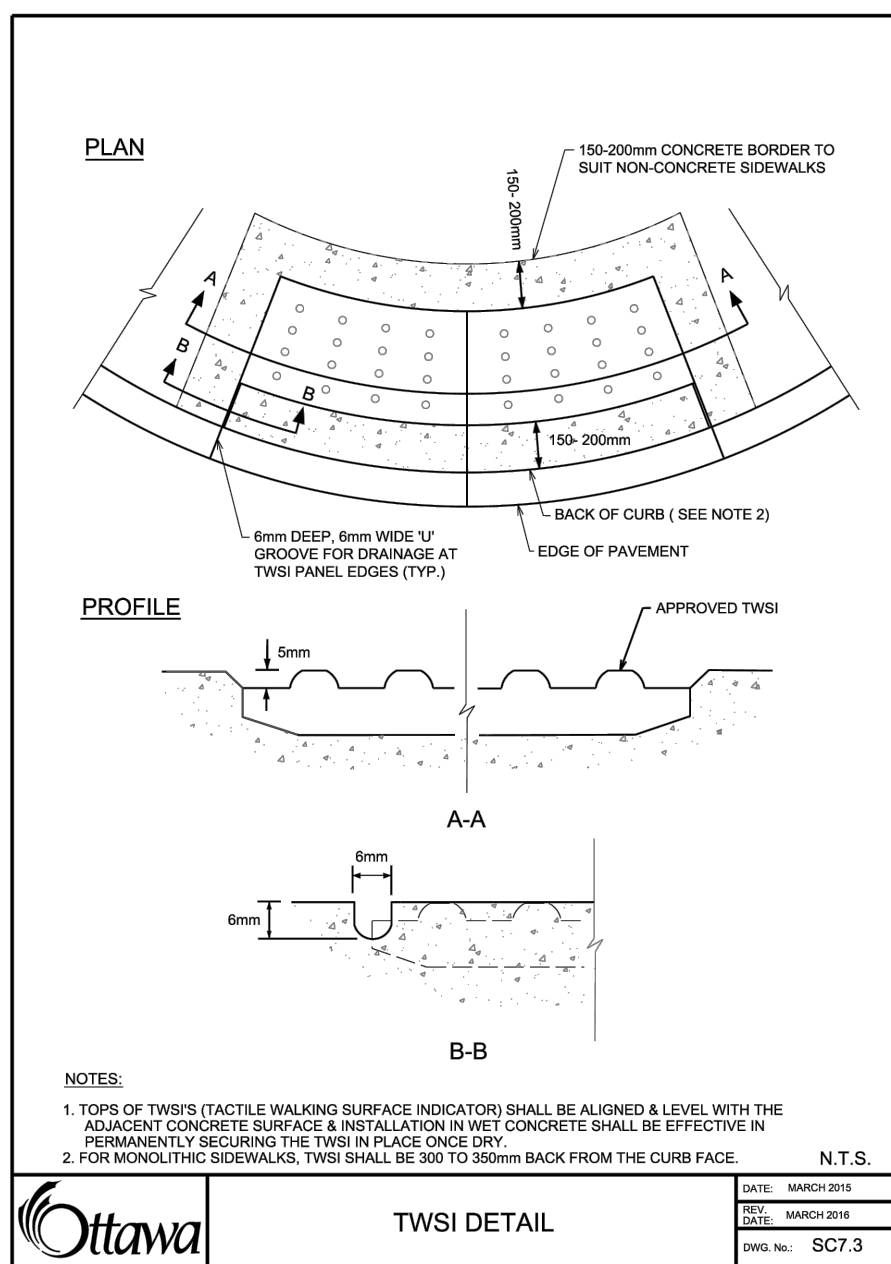 PLAN
150-200mm CONCRETE BORDER TO
SUIT NON-CONCRETE SIDEWALKS
150- 200mm
A
A
B
B
150- 200mm
BACK OF CURB ( SEE NOTE 2)
6mm DEEP, 6mm WIDE 'U'
GROOVE FOR DRAINAGE AT
TWSI PANEL EDGES (TYP.)
EDGE OF PAVEMENT
PROFILE
APPROVED TWSI
5mm
A-A
6mm
6mm
B-B
NOTES:
1. TOPS OF TWSI'S (TACTILE WALKING SURFACE INDICATOR) SHALL BE ALIGNED & LEVEL WITH THE
ADJACENT CONCRETE SURFACE & INSTALLATION IN WET CONCRETE SHALL BE EFFECTIVE IN
PERMANENTLY SECURING THE TWSI IN PLACE ONCE DRY.
2. FOR MONOLITHIC SIDEWALKS, TWSI SHALL BE 300 TO 350mm BACK FROM THE CURB FACE.
N.T.S.
Ottawa
TWSI DETAIL
DATE: MARCH 2015
REV.
DATE: MARCH 2016
DWG. No.: SC7.3